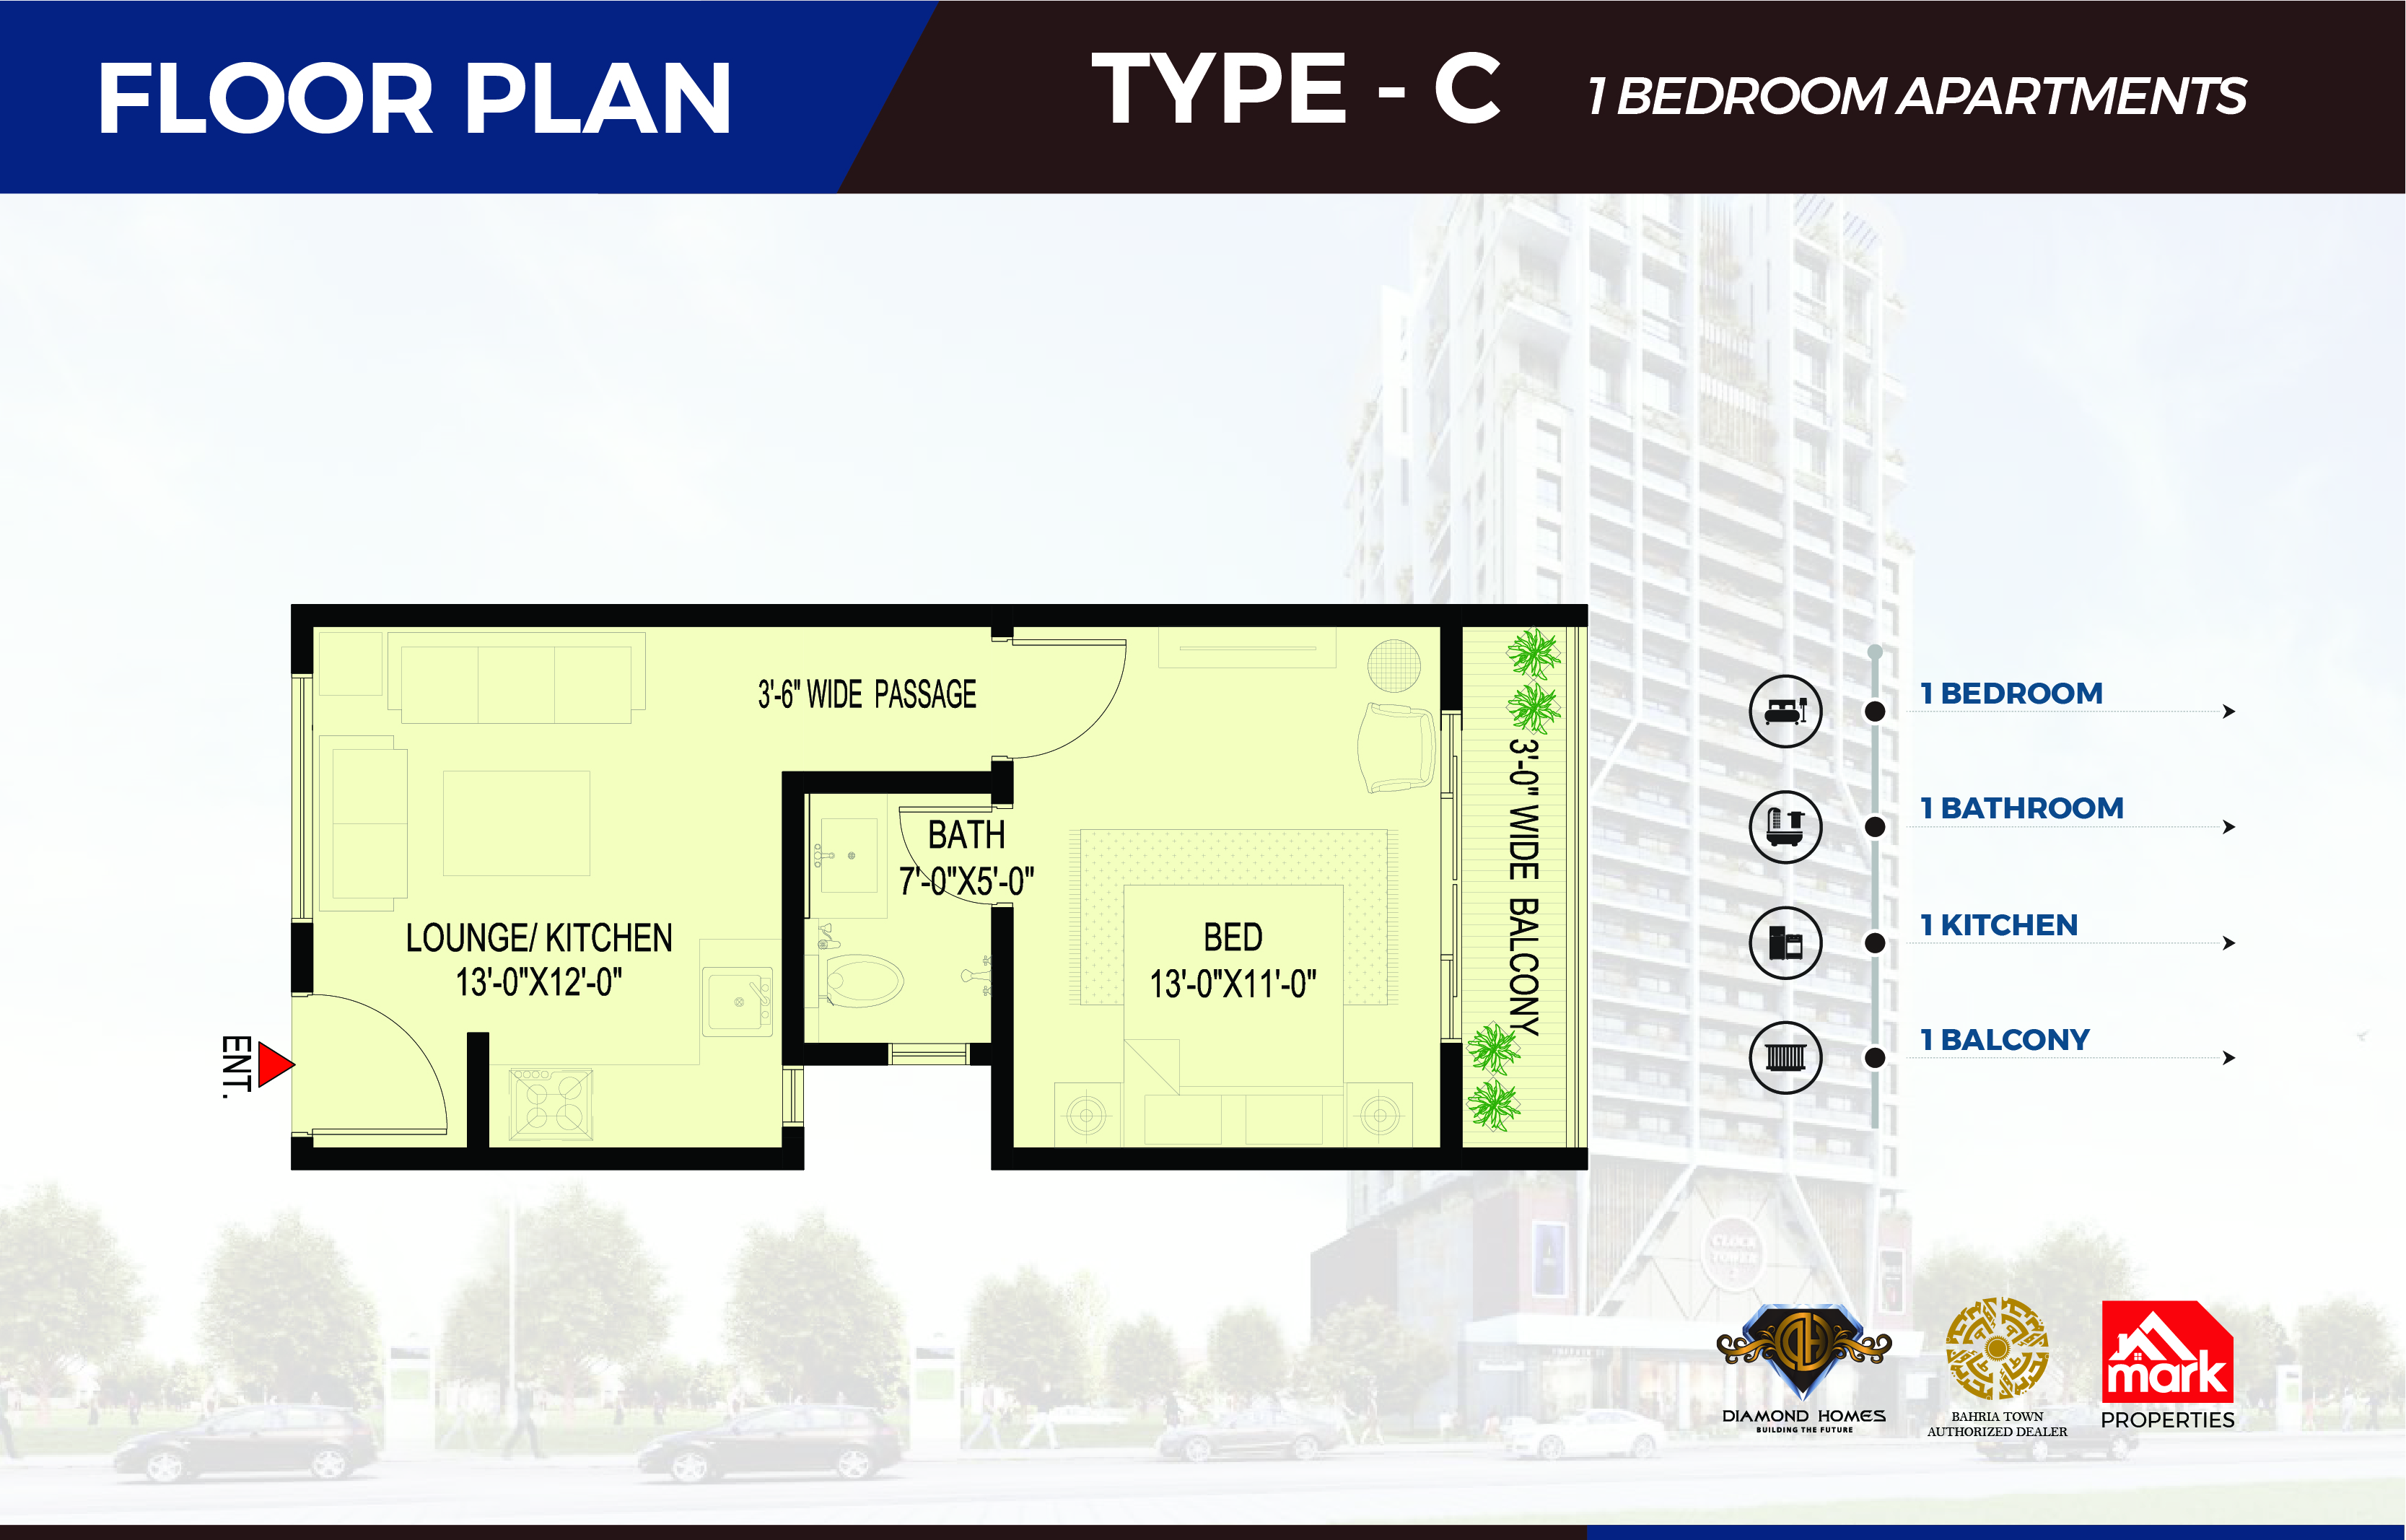 FLOOR PLAN
TYPE - C
1 BEDROOM APARTMENTS
3'-6" WIDE PASSAGE
BATH
7'-0"X5'-0"
LOUNGE/ KITCHEN
13'-0"X12'-0"
BED
13'-0"X11'-0"
3'-0" WIDE BALCONY
ENT.
1 BEDROOM
1 BATHROOM
1 KITCHEN
1 BALCONY
CLOCK
TOWER
DIAMOND HOMES
BUILDING THE FUTURE
BAHRIA TOWN
AUTHORIZED DEALER
mark
PROPERTIES